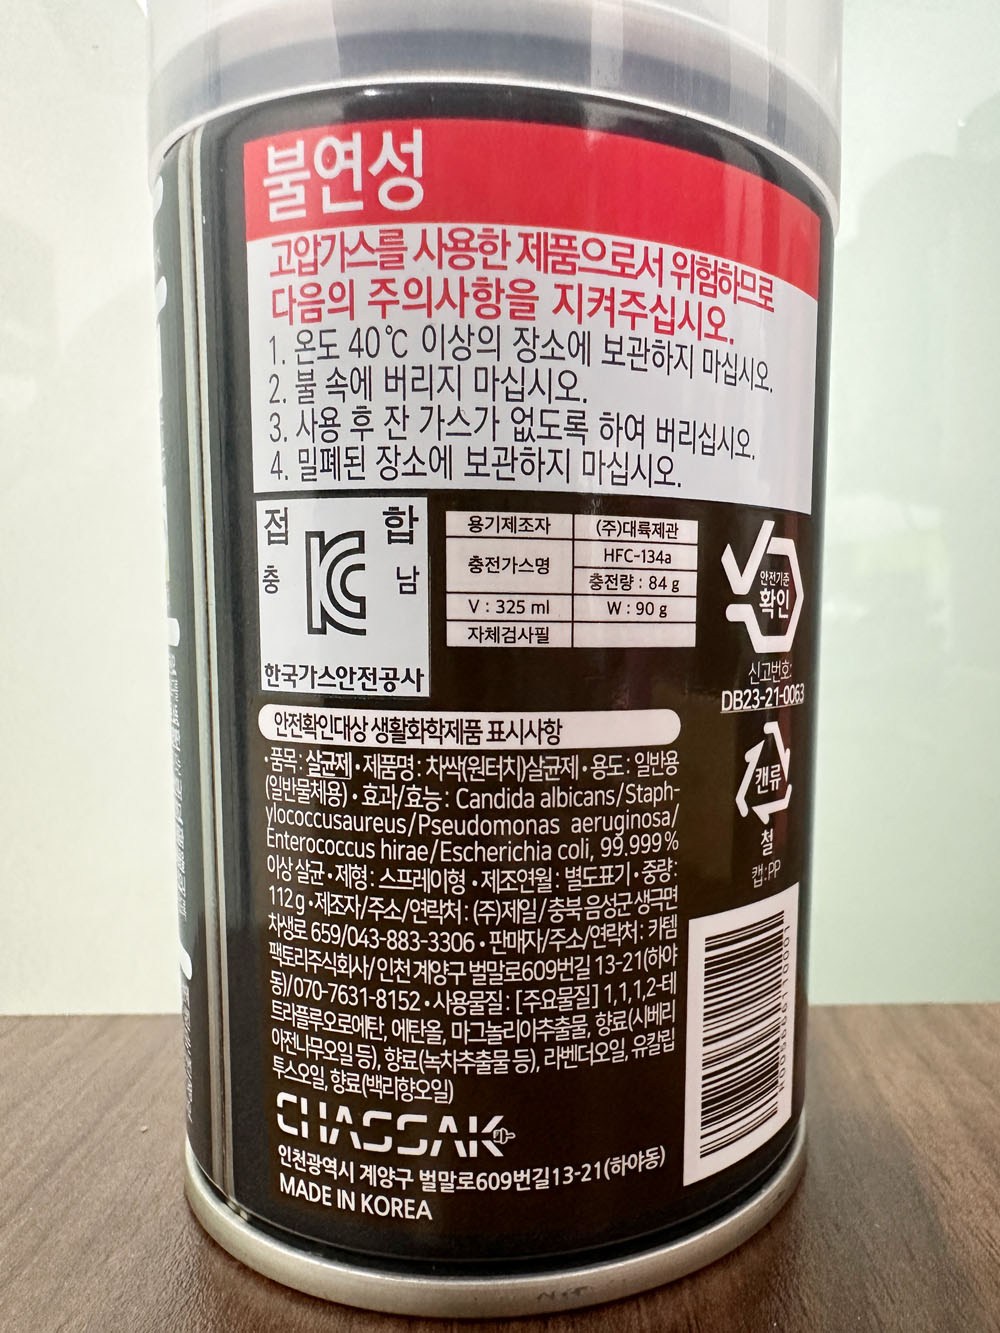 불연성
고압가스를 사용한 제품으로서 위험하므로
다음의 주의사항을 지켜주십시오.
1. 온도 40℃ 이상의 장소에 보관하지 마십시오.
2. 불 속에 버리지 마십시오.
3. 사용 후 잔 가스가 없도록 하여 버리십시오.
4. 밀폐된 장소에 보관하지 마십시오.
접 합
충 남
한국가스안전공사
용기제조자 (주)대륙제관
충전가스명 HFC-134a
충전량 : 84 g
V : 325 ml W : 90 g
자체검사필
안전기준
확인
신고번호:
DB23-21-0063
캔류
철
캡:PP
안전확인대상 생활화학제품 표시사항
•품목: 살균제 • 제품명 : 차싹(원터치)살균제 • 용도 : 일반용
(일반물체용) • 효과/효능 : Candida albicans/Staph-
ylococcusaureus/Pseudomonas aeruginosa/
Enterococcus hirae/Escherichia coli, 99.999%
이상 살균 • 제형 : 스프레이형 • 제조연월 : 별도표기 • 중량:
112g • 제조자/주소/연락처 : (주)제일/충북 음성군 생극면
차생로 659/043-883-3306 • 판매자/주소/연락처 : 카템
팩토리주식회사/인천 계양구 벌말로609번길 13-21(하야
동)/070-7631-8152 • 사용물질 : [주요물질] 1,1,1,2-테
트라플루오로에탄, 에탄올, 마그놀리아추출물, 향료(시베리
아전나무오일 등), 향료(녹차추출물 등), 라벤더오일, 유칼립
투스오일, 향료(백리향오일)
CHASSAK
인천광역시 계양구 벌말로609번길13-21(하야동)
MADE IN KOREA